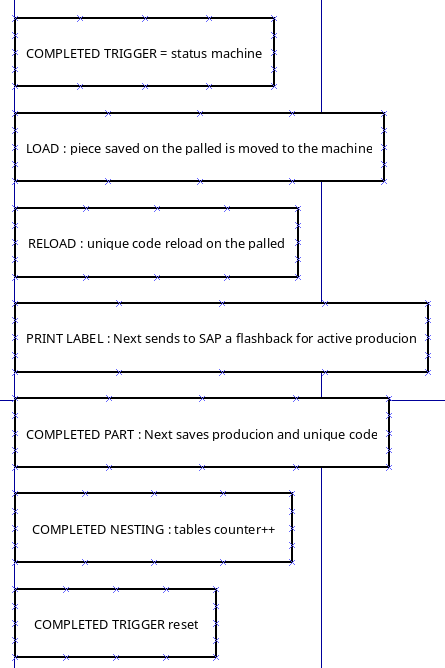 COMPLETED TRIGGER = status machine
LOAD : piece saved on the palled is moved to the machine
RELOAD : unique code reload on the palled
PRINT LABEL : Next sends to SAP a flashback for active producion
COMPLETED PART : Next saves producion and unique code
COMPLETED NESTING : tables counter++
COMPLETED TRIGGER reset